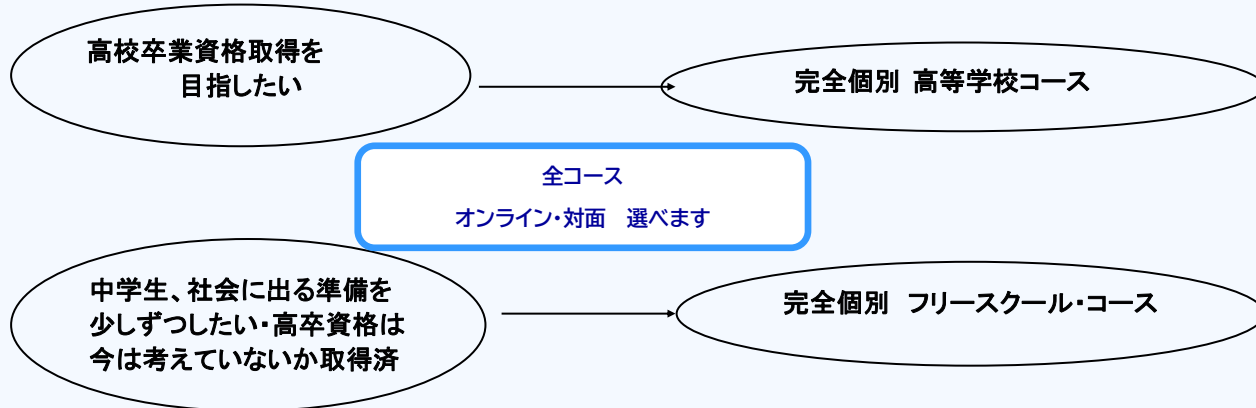 高校卒業資格取得を
目指したい
完全個別 高等学校コース
全コース
オンライン・対面　選べます
中学生、社会に出る準備を
少しずつしたい・高卒資格は
今は考えていないか取得済
完全個別　フリースクール・コース